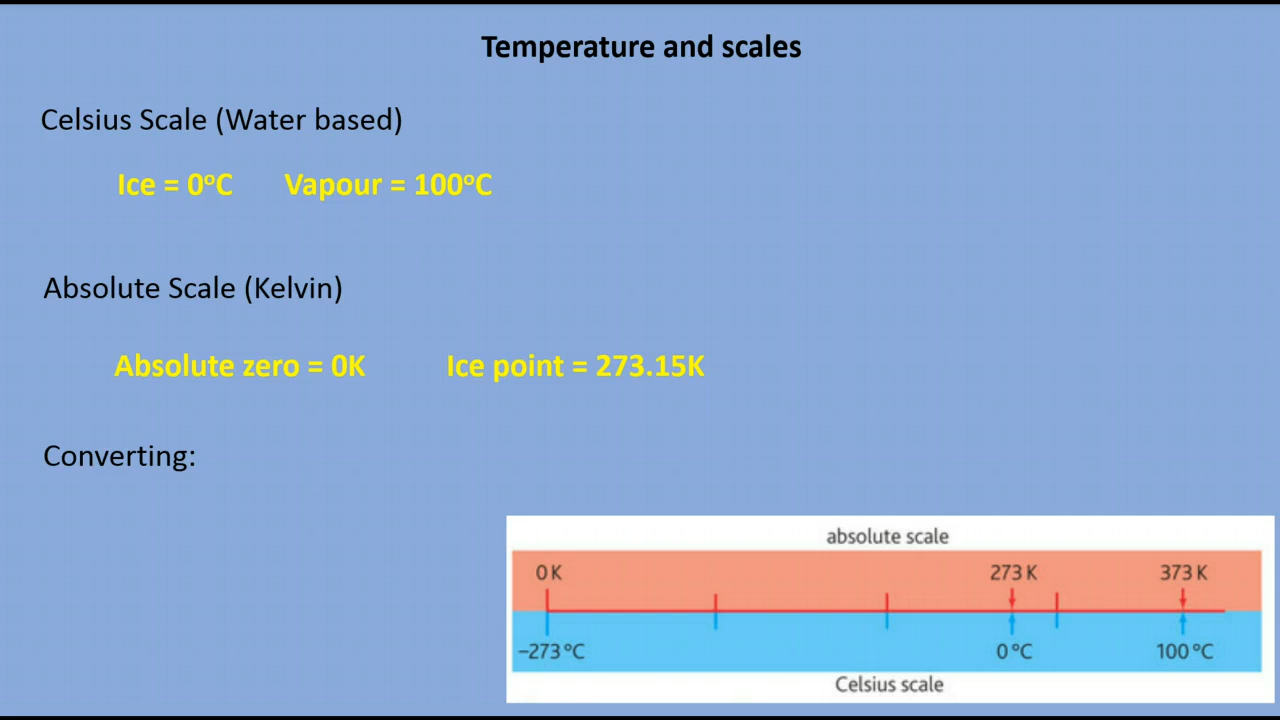 Temperature and scales
Celsius Scale (Water based)
Ice = 0°C Vapour = 100°C
Absolute Scale (Kelvin)
Absolute zero = 0K Ice point = 273.15K
Converting:
absolute scale
0 K 273 K 373 K
–273 °C 0 °C 100 °C
Celsius scale